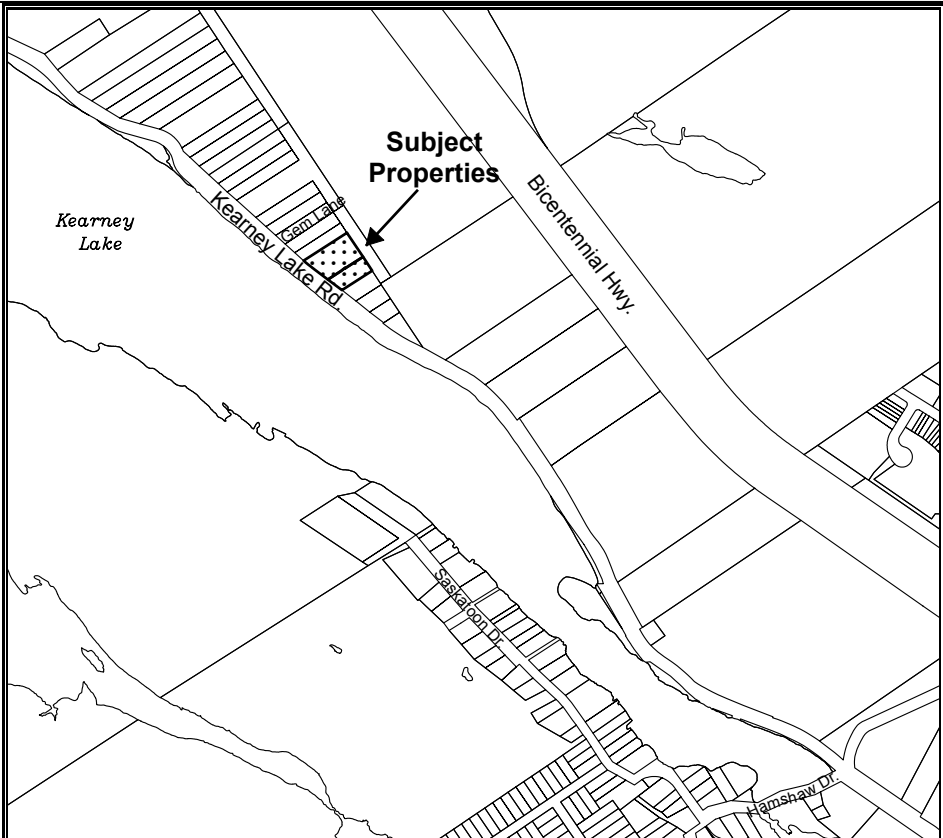 Subject
Properties
Bicentennial Hwy.
Gem Lane
Kearney Lake Rd.
Kearney
Lake
Saskatoon Dr.
Hamshaw Dr.